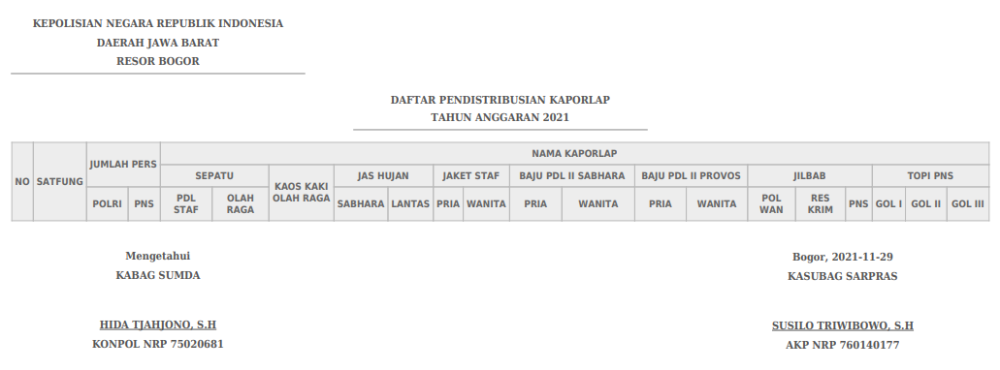 KEPOLISIAN NEGARA REPUBLIK INDONESIA
DAERAH JAWA BARAT
RESOR BOGOR
DAFTAR PENDISTRIBUSIAN KAPORLAP
TAHUN ANGGARAN 2021
NO SATFUNG JUMLAH PERS NAMA KAPORLAP
SEPATU KAOS KAKI OLAH RAGA JAS HUJAN JAKET STAF BAJU PDL II SABHARA BAJU PDL II PROVOS JILBAB TOPI PNS
POLRI PNS PDL STAF OLAH RAGA SABHARA LANTAS PRIA WANITA PRIA WANITA PRIA WANITA POL WAN RES KRIM PNS GOL I GOL II GOL III
Mengetahui
KABAG SUMDA
HIDA TJAHJONO, S.H
KONPOL NRP 75020681
Bogor, 2021-11-29
KASUBAG SARPRAS
SUSILO TRIWIBOWO, S.H
AKP NRP 760140177